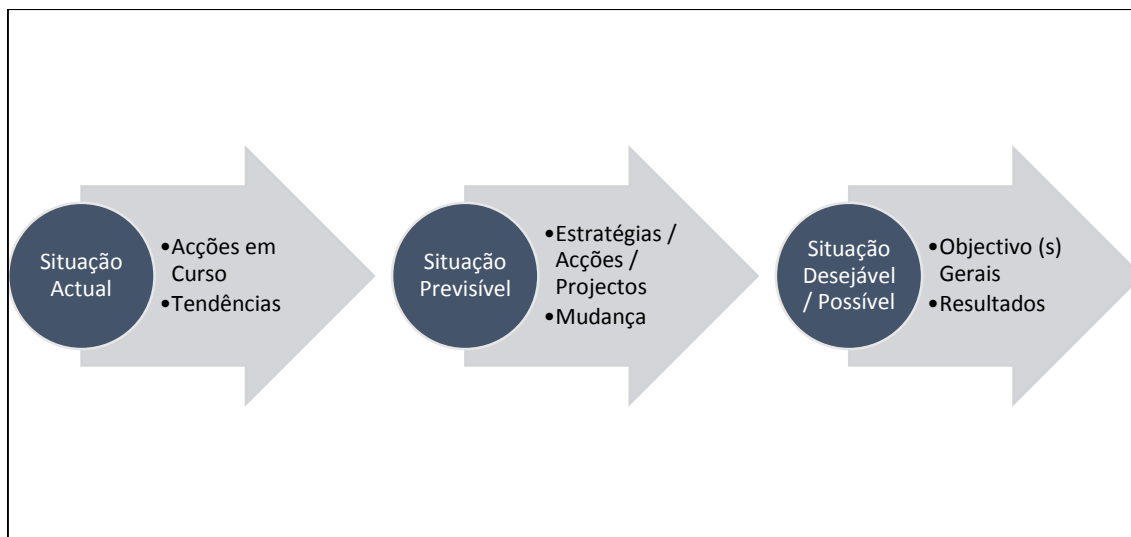 Situação
Actual
•Acções em
Curso
•Tendências
Situação
Previsível
•Estratégias /
Acções /
Projectos
•Mudança
Situação
Desejável
/ Possível
•Objectivo (s)
Gerais
•Resultados